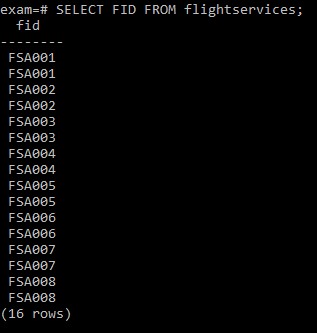 exam=# SELECT FID FROM flightservices;
fid
--------
FSA001
FSA001
FSA002
FSA002
FSA003
FSA003
FSA004
FSA004
FSA005
FSA005
FSA006
FSA006
FSA007
FSA007
FSA008
FSA008
(16 rows)